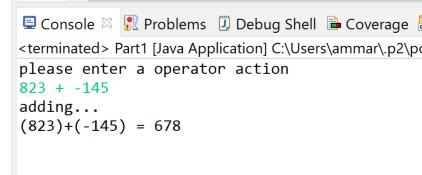 Console Problems Debug Shell Coverage
<terminated> Part1 [Java Application] C:\Users\ammar\.p2\
please enter a operator action
823 + -145
adding...
(823)+(-145) = 678